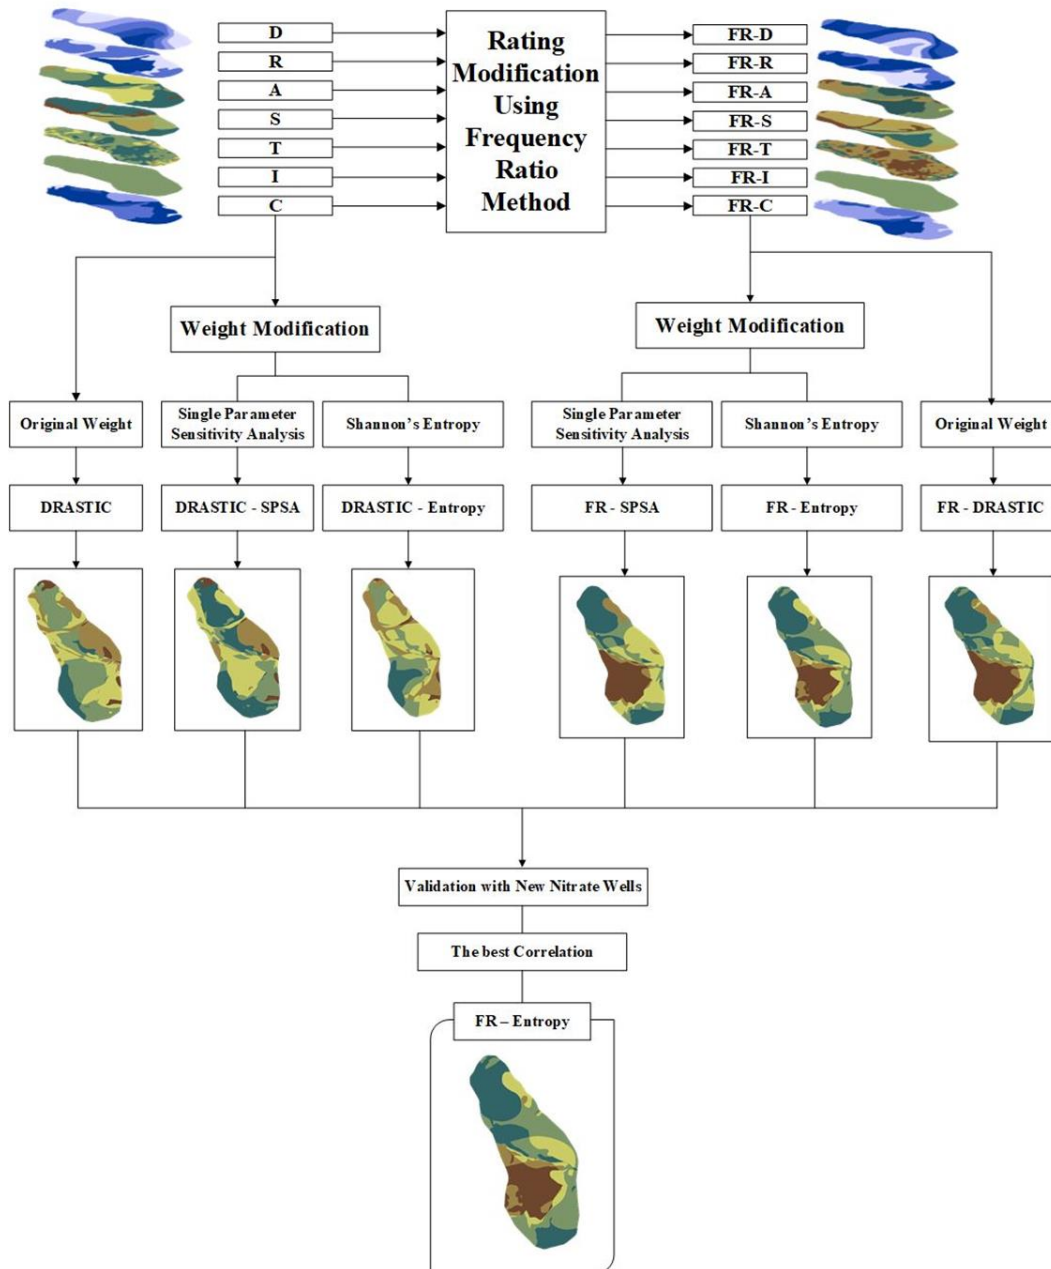 D
R
A
S
T
I
C
Rating
Modification
Using
Frequency
Ratio
Method
FR-D
FR-R
FR-A
FR-S
FR-T
FR-I
FR-C
Weight Modification
Weight Modification
Original Weight
Single Parameter
Sensitivity Analysis
Shannon's Entropy
Single Parameter
Sensitivity Analysis
Shannon's Entropy
Original Weight
DRASTIC
DRASTIC - SPSA
DRASTIC - Entropy
FR - SPSA
FR - Entropy
FR - DRASTIC
Validation with New Nitrate Wells
The best Correlation
FR – Entropy